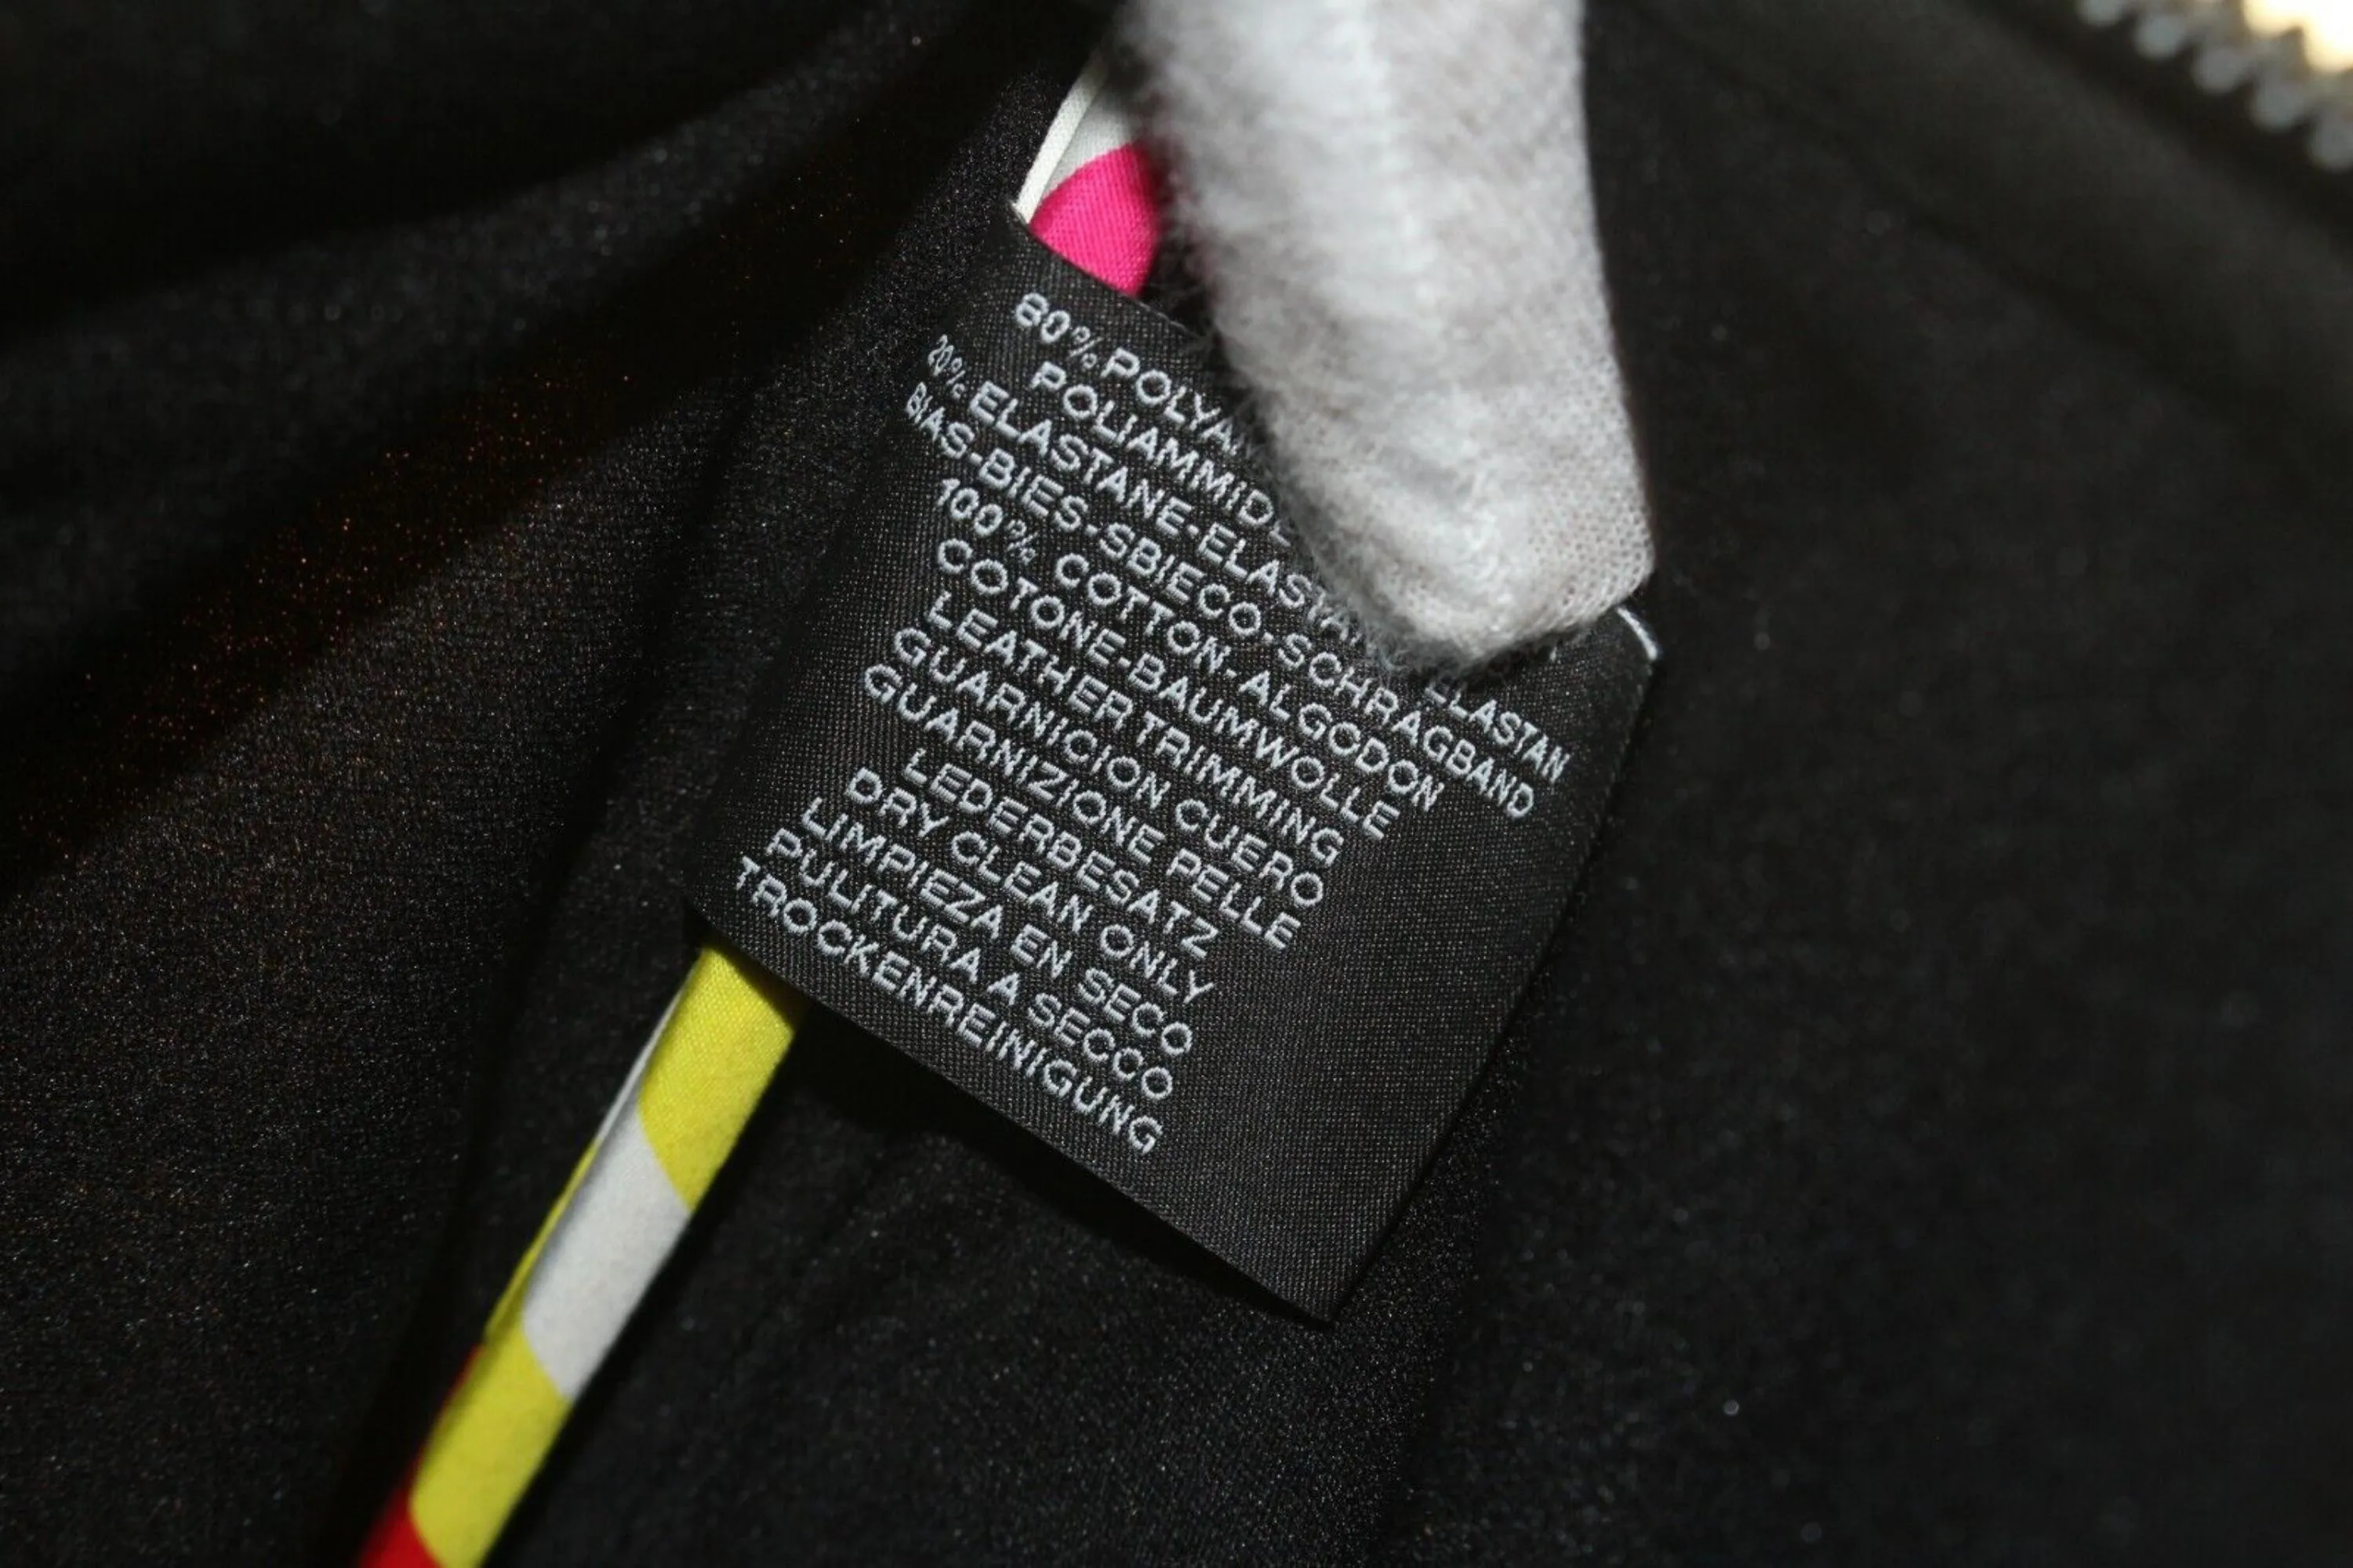 80% POLYA
POLIAMMID
20% ELASTANE-ELASTA ELASTAN
BIAS-BIES-SBIECO-SCHRAGBAND
100% COTTON-ALGODON
COTONE-BAUMWOLLE
LEATHER TRIMMING
GUARNICION CUERO
GUARNIZIONE PELLE
LEDERBESATZ
DRY CLEAN ONLY
LIMPIEZA EN SECO
PULITURA A SECCO
TROCKENREINIGUNG